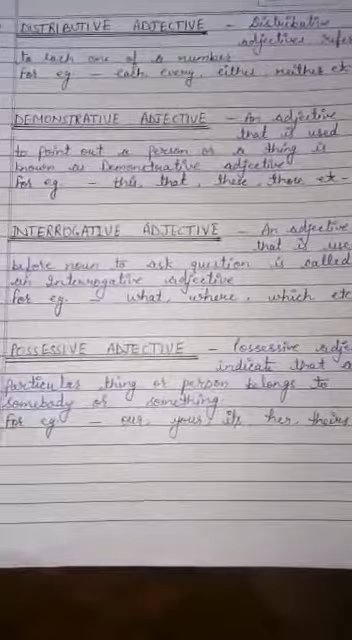 DISTRIBUTIVE ADJECTIVE - Distributive
adjectives refer
to each one of a number
For eg - each, every, either, neither etc
DEMONSTRATIVE ADJECTIVE - An adjective
that is used
to point out a person or a thing is
known as Demonstrative adjective
For eg - this, that, these, those etc-
INTERROGATIVE ADJECTIVE - An adjective
that is use
before noun to ask question is called
an Interrogative adjective
For eg. - what, where, which etc
POSSESSIVE ADJECTIVE - Possessive adje
indicate that a
Particular thing or person belongs to
somebody or something
For eg - our, your, its, her, theirs